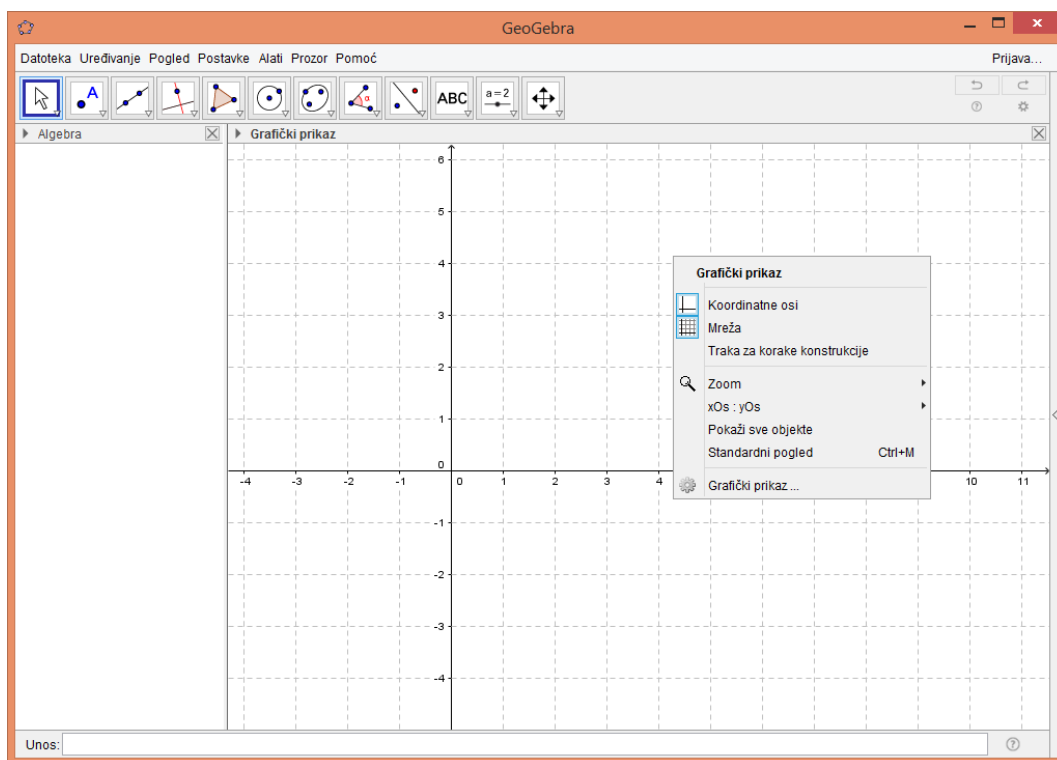 GeoGebra
Datoteka Uređivanje Pogled Postavke Alati Prozor Pomoć Prijava...
A α ABC a=2
Algebra
Grafički prikaz
6
5
4
3
2
1
0
-4 -3 -2 -1 0 1 2 3 4 10 11
-1
-2
-3
-4
Grafički prikaz
Koordinatne osi
Mreža
Traka za korake konstrukcije
Zoom
xOs : yOs
Pokaži sve objekte
Standardni pogled Ctrl+M
Grafički prikaz ...
Unos: